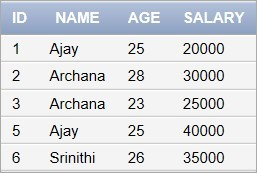 ID NAME AGE SALARY
1 Ajay 25 20000
2 Archana 28 30000
3 Archana 23 25000
5 Ajay 25 40000
6 Srinithi 26 35000